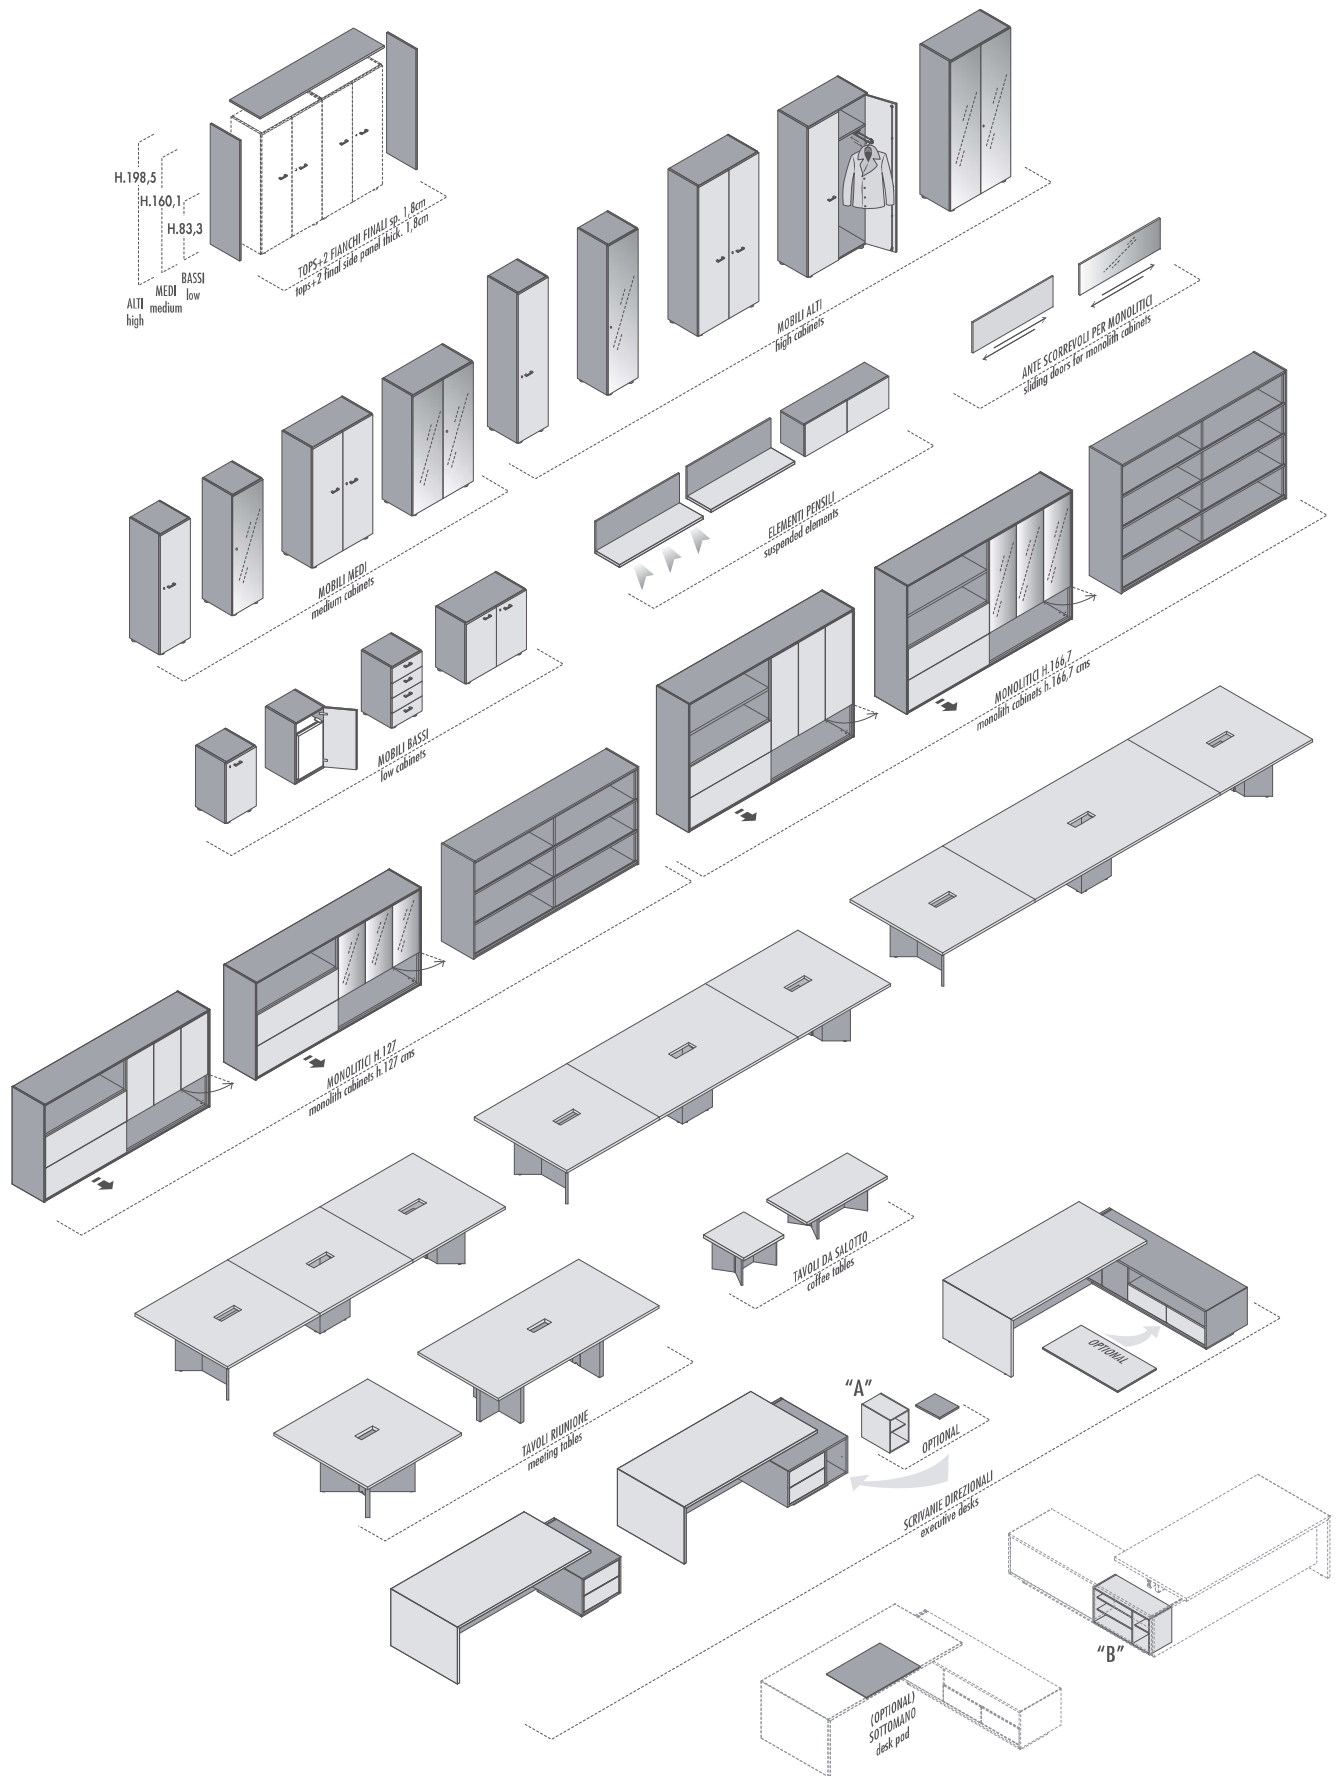 H.198,5
H.160,1
H.83,3
ALTI
high
MEDI
medium
BASSI
low
TOPS+2 FIANCHI FINALI sp. 1,8cm
tops+2 final side panel thick. 1,8cm
MOBILI ALTI
high cabinets
ANTE SCORREVOLI PER MONOLITICI
sliding doors for monolith cabinets
ELEMENTI PENSILI
suspended elements
MOBILI MEDI
medium cabinets
MOBILI BASSI
low cabinets
MONOLITICI H.166,7
monolith cabinets h.166,7 cms
MONOLITICI H.127
monolith cabinets h.127 cms
TAVOLI DA SALOTTO
coffee tables
OPTIONAL
TAVOLI RIUNIONE
meeting tables
“A”
OPTIONAL
SCRIVANIE DIREZIONALI
executive desks
“B”
(OPTIONAL)
SOTTOMANO
desk pad